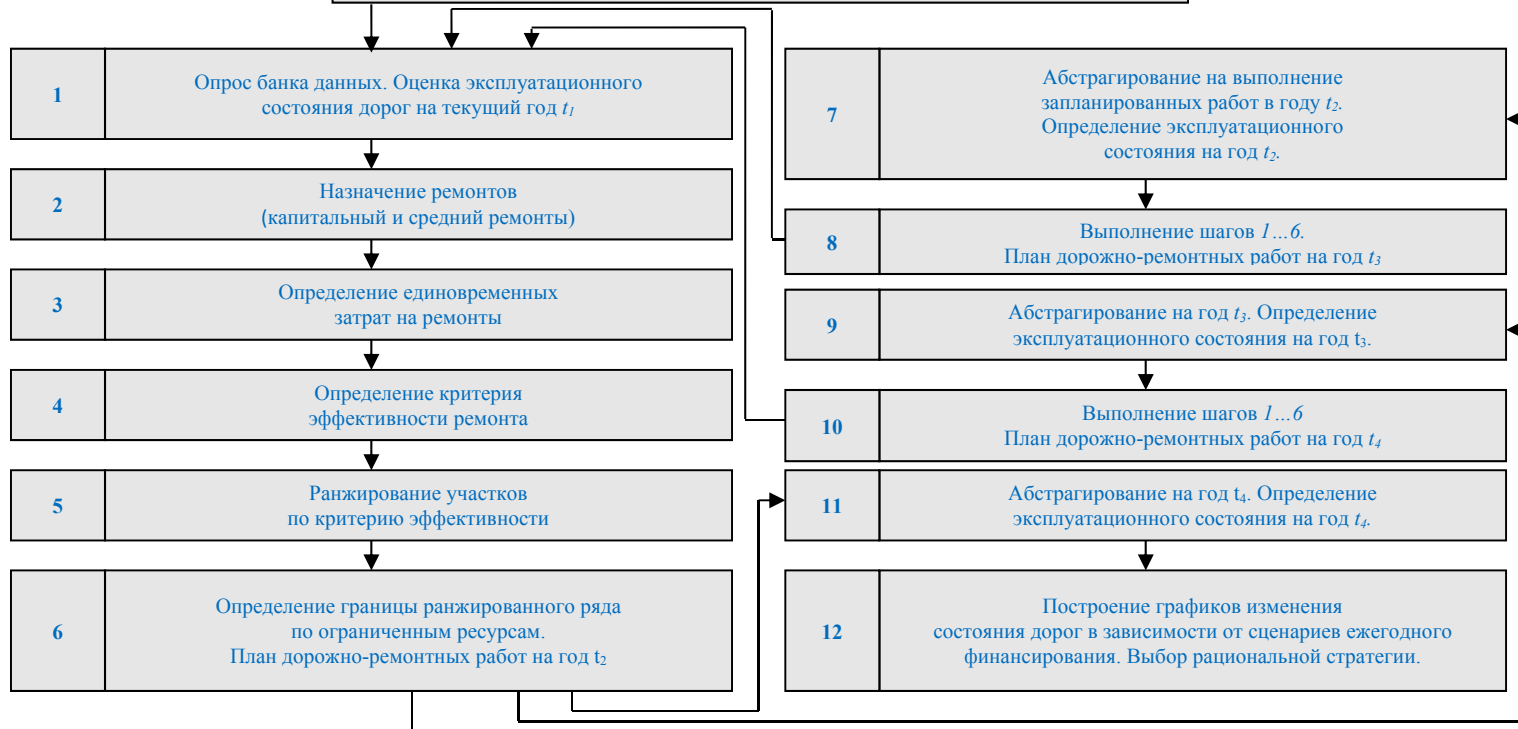 1
Опрос банка данных. Оценка эксплуатационного
состояния дорог на текущий год t1
2
Назначение ремонтов
(капитальный и средний ремонты)
3
Определение единовременных
затрат на ремонты
4
Определение критерия
эффективности ремонта
5
Ранжирование участков
по критерию эффективности
6
Определение границы ранжированного ряда
по ограниченным ресурсам.
План дорожно-ремонтных работ на год t2
7
Абстрагирование на выполнение
запланированных работ в году t2.
Определение эксплуатационного
состояния на год t2.
8
Выполнение шагов 1…6.
План дорожно-ремонтных работ на год t3
9
Абстрагирование на год t3. Определение
эксплуатационного состояния на год t3.
10
Выполнение шагов 1…6
План дорожно-ремонтных работ на год t4
11
Абстрагирование на год t4. Определение
эксплуатационного состояния на год t4.
12
Построение графиков изменения
состояния дорог в зависимости от сценариев ежегодного
финансирования. Выбор рациональной стратегии.